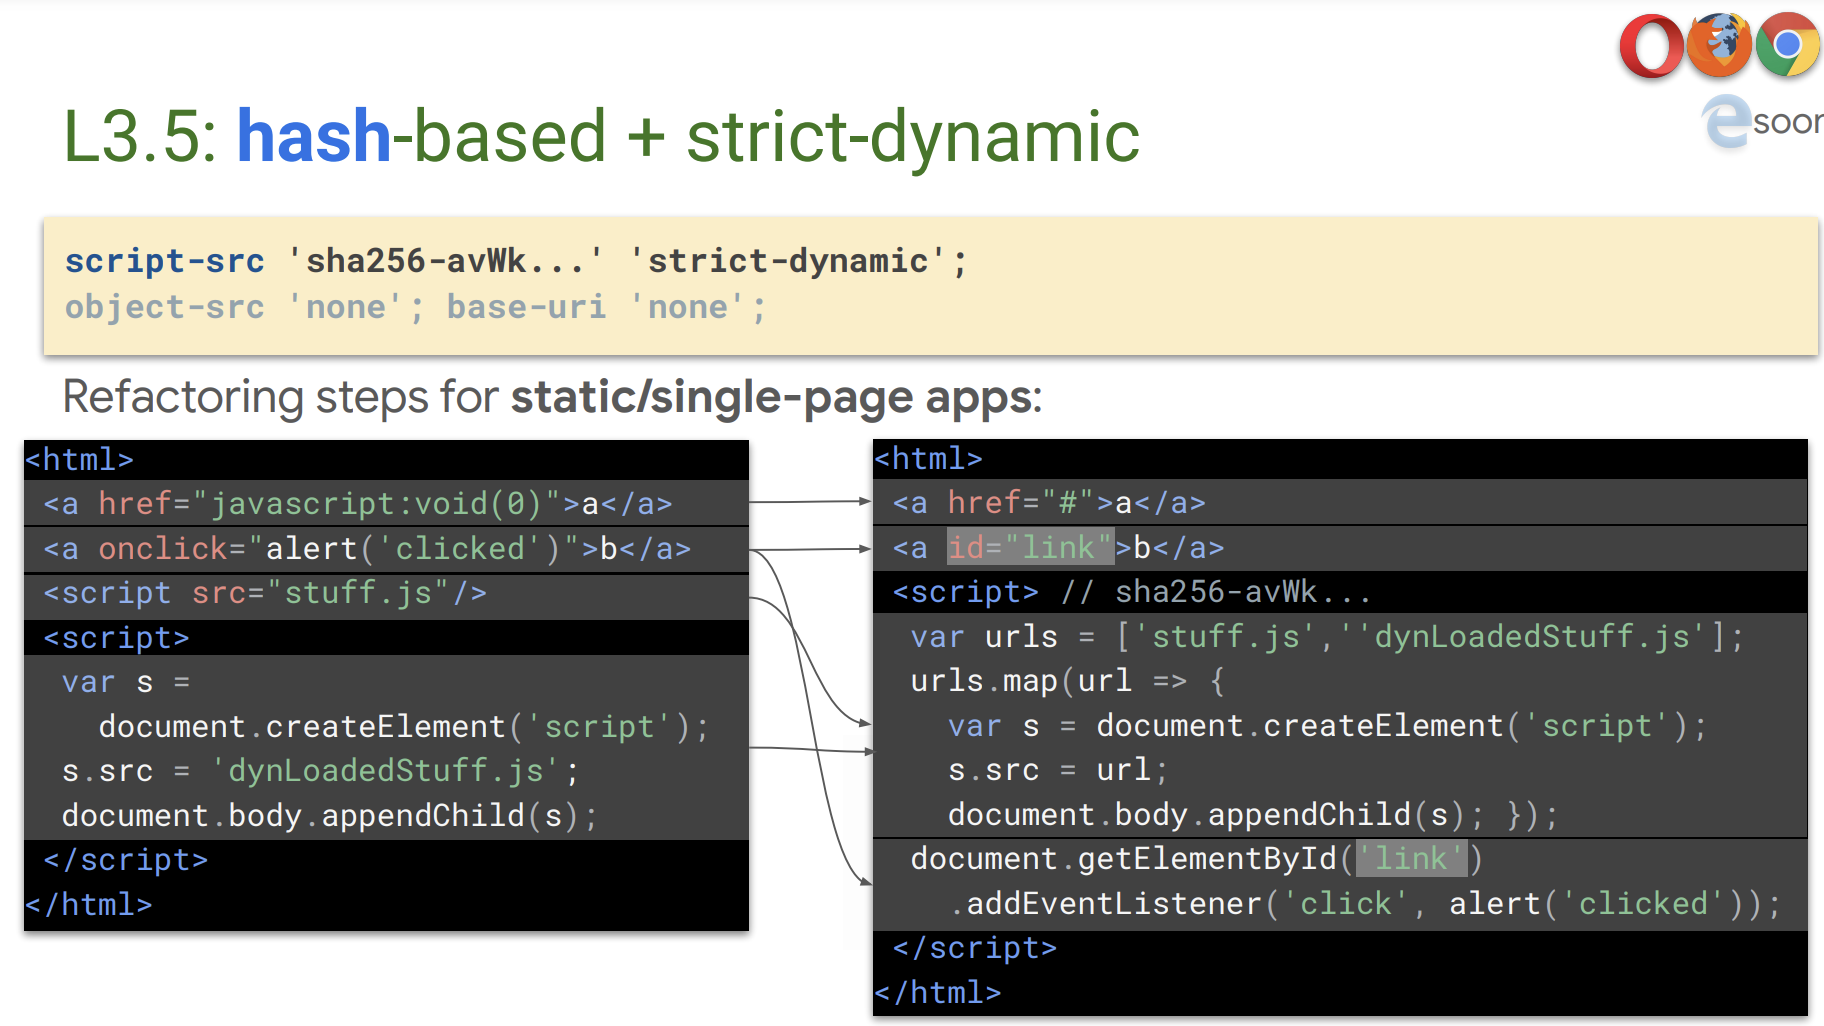 soon
L3.5: hash-based + strict-dynamic
script-src 'sha256-avWk...' 'strict-dynamic';
object-src 'none'; base-uri 'none';
Refactoring steps for static/single-page apps:
<html>
<a href="javascript:void(0)">a</a>
<a onclick="alert('clicked')">b</a>
<script src="stuff.js"/>
<script>
var s =
document.createElement('script');
s.src = 'dynLoadedStuff.js';
document.body.appendChild(s);
</script>
</html>
<html>
<a href="#">a</a>
<a id="link">b</a>
<script> // sha256-avWk...
var urls = ['stuff.js',''dynLoadedStuff.js'];
urls.map(url => {
var s = document.createElement('script');
s.src = url;
document.body.appendChild(s); });
document.getElementById('link')
.addEventListener('click', alert('clicked'));
</script>
</html>